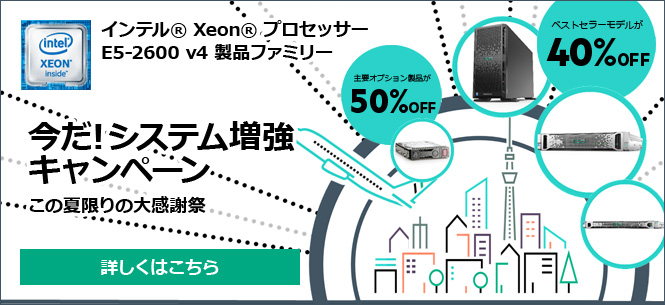 intel
XEON®
inside™
インテル® Xeon® プロセッサー
E5-2600 v4 製品ファミリー
ベストセラーモデルが
40%OFF
主要オプション製品が
50%OFF
今だ!システム増強
キャンペーン
この夏限りの大感謝祭
詳しくはこちら